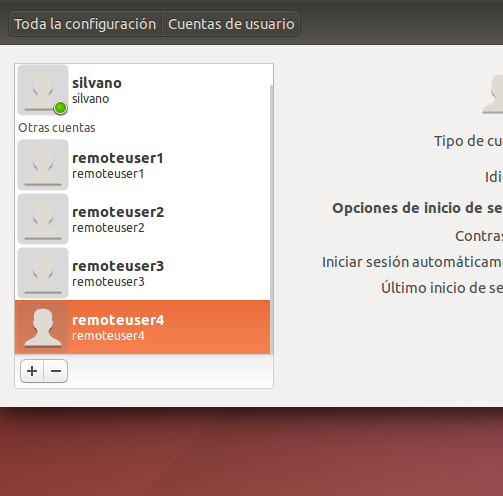 Toda la configuración Cuentas de usuario
silvano
silvano
Otras cuentas
remoteuser1
remoteuser1
remoteuser2
remoteuser2
remoteuser3
remoteuser3
remoteuser4
remoteuser4
+ −
Tipo de cu
Idi
Opciones de inicio de se
Contras
Iniciar sesión automáticam
Último inicio de se